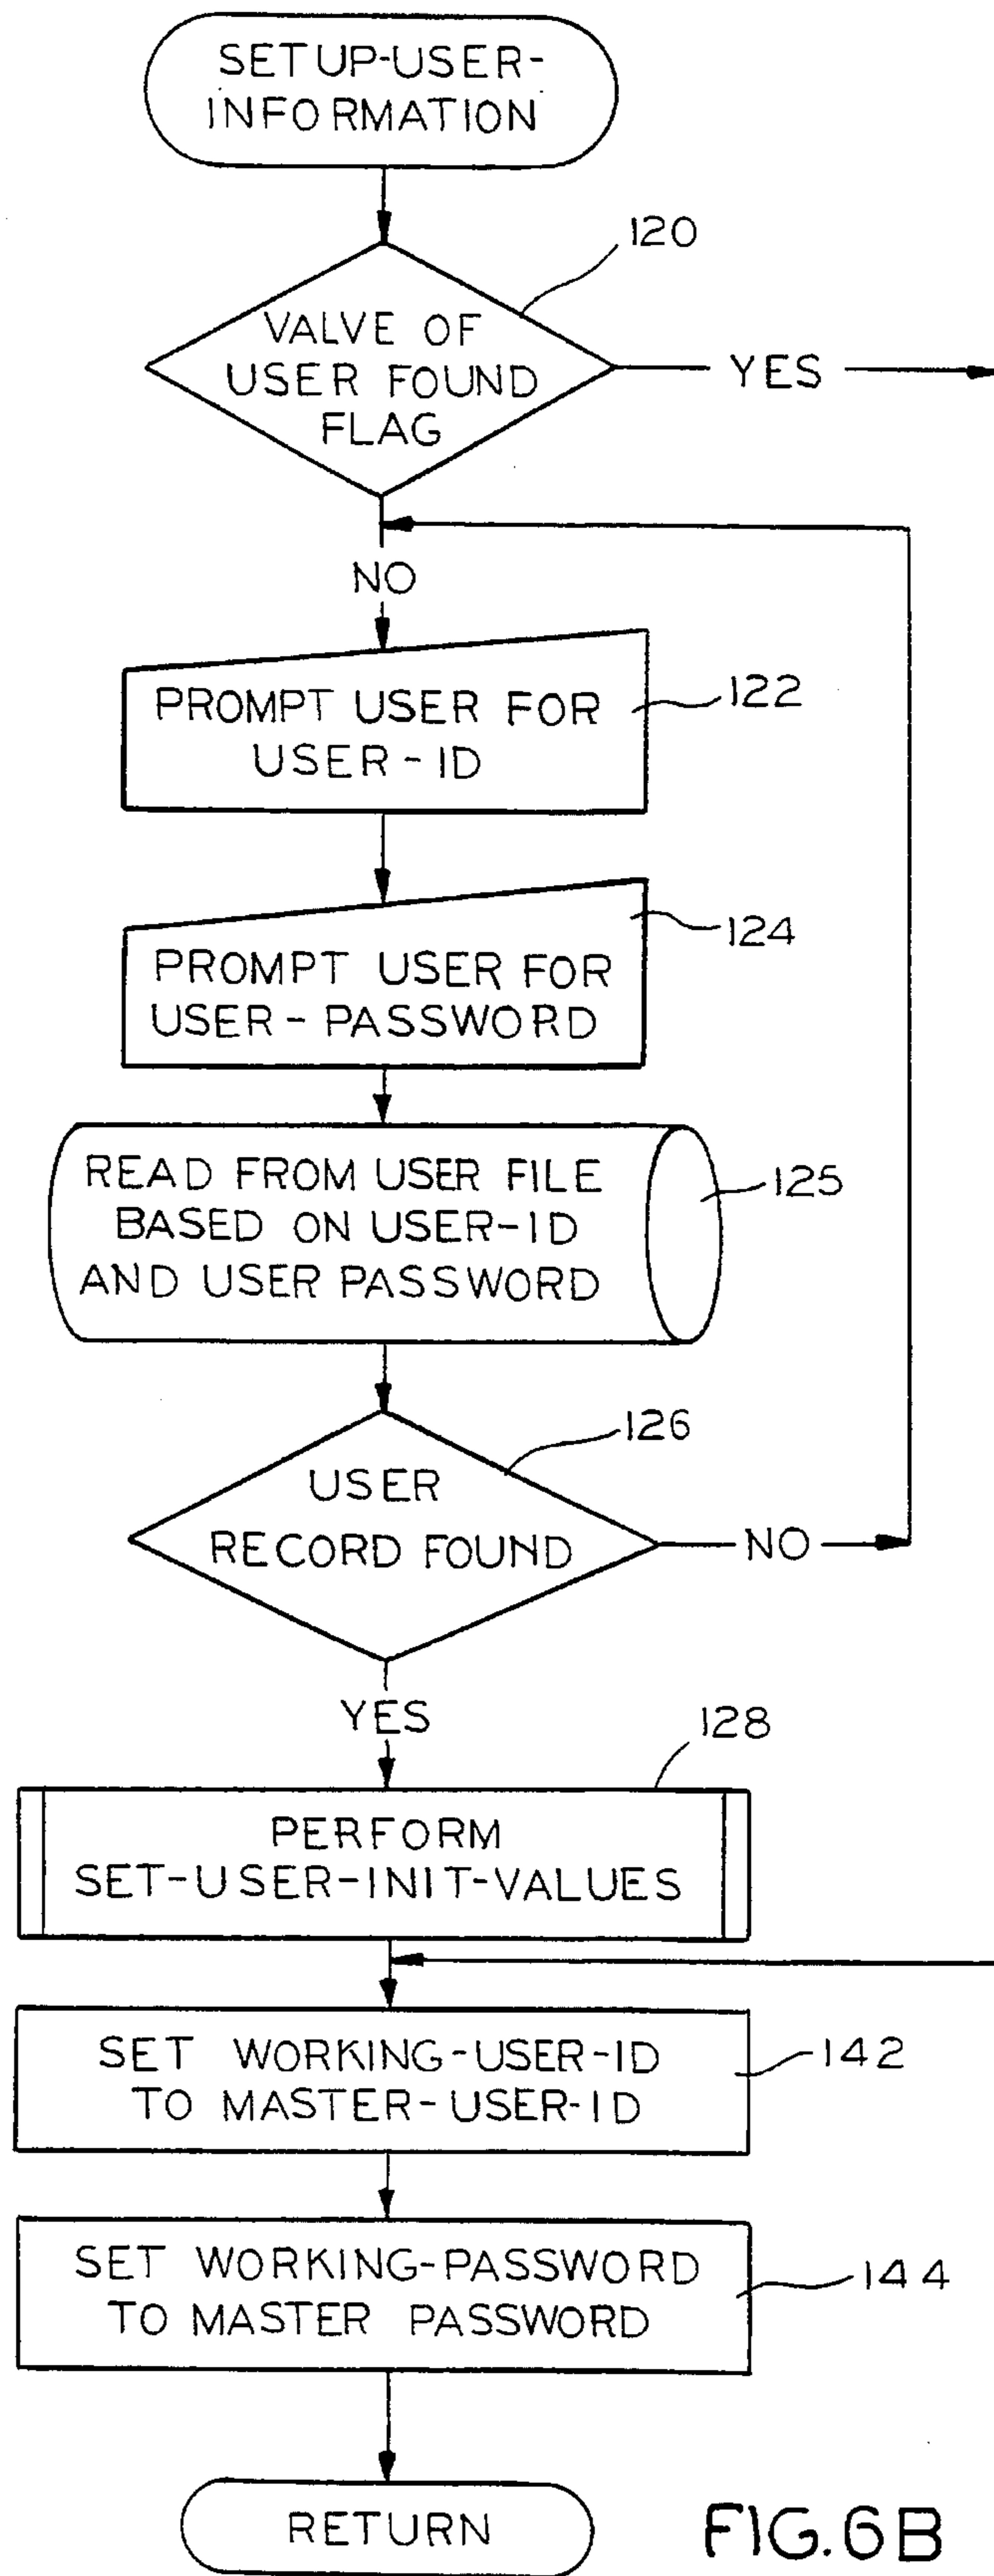 SETUP-USER-
INFORMATION
120
VALVE OF
USER FOUND
FLAG
YES
NO
PROMPT USER FOR
USER-ID
122
PROMPT USER FOR
USER-PASSWORD
124
READ FROM USER FILE
BASED ON USER-ID
AND USER PASSWORD
125
126
USER
RECORD FOUND
NO
YES
128
PERFORM
SET-USER-INIT-VALUES
SET WORKING-USER-ID
TO MASTER-USER-ID
142
SET WORKING-PASSWORD
TO MASTER PASSWORD
144
RETURN
FIG.6B